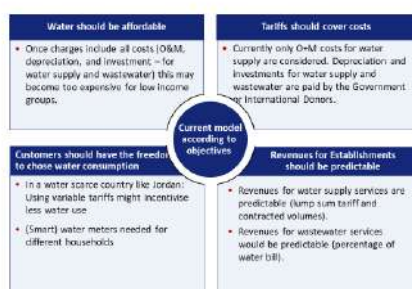 Water should be affordable
• Once charges include all costs (O&M,
depreciation, and investment – for
water supply and wastewater) this may
become too expensive for low income
groups.
Tariffs should cover costs
• Currently only O+M costs for water
supply are considered. Depreciation and
investments for water supply and
wastewater are paid by the Government
or International Donors.
Current model
according to
objectives
Customers should have the freedom
to chose water consumption
• In a water scarce country like Jordan:
Using variable tariffs might incentivise
less water use
• (Smart) water meters needed for
different households
Revenues for Establishments
should be predictable
• Revenues for water supply services are
predictable (lump sum tariff and
contracted volumes).
• Revenues for wastewater services
would be predictable (percentage of
water bill).